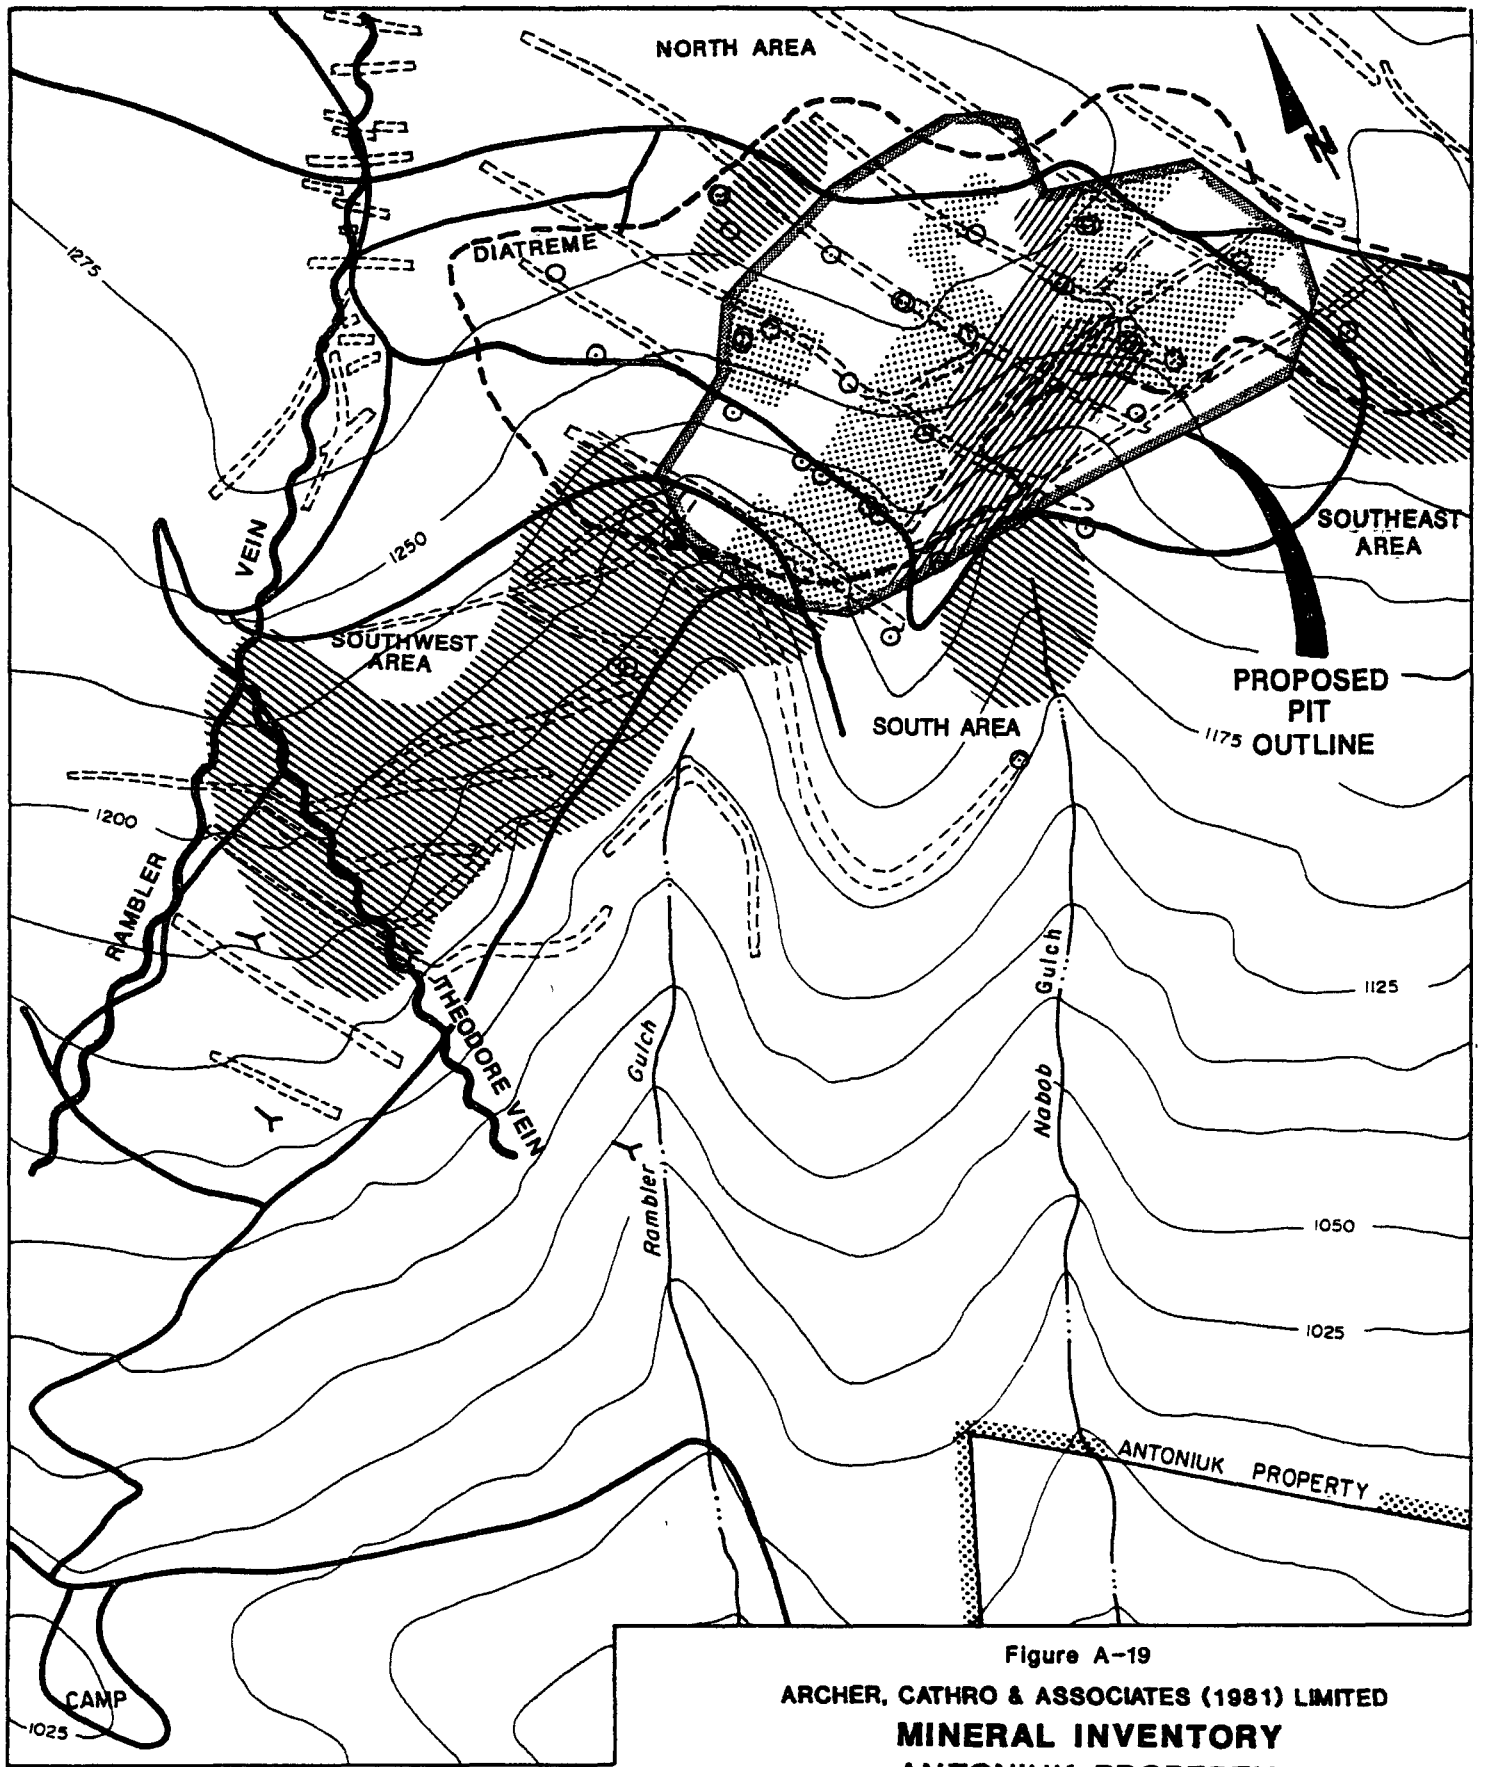 NORTH AREA
N
DIATREME
1275
VEIN
1250
SOUTHWEST
AREA
SOUTHEAST
AREA
PROPOSED
PIT
OUTLINE
SOUTH AREA
1175
1200
RAMBLER
THEODORE VEIN
Gulch
Rambler
Gulch
Nabob
1125
1050
1025
ANTONIUK PROPERTY
CAMP
1025
Figure A-19
ARCHER, CATHRO & ASSOCIATES (1981) LIMITED
MINERAL INVENTORY
ANTONIUK PROPERTY